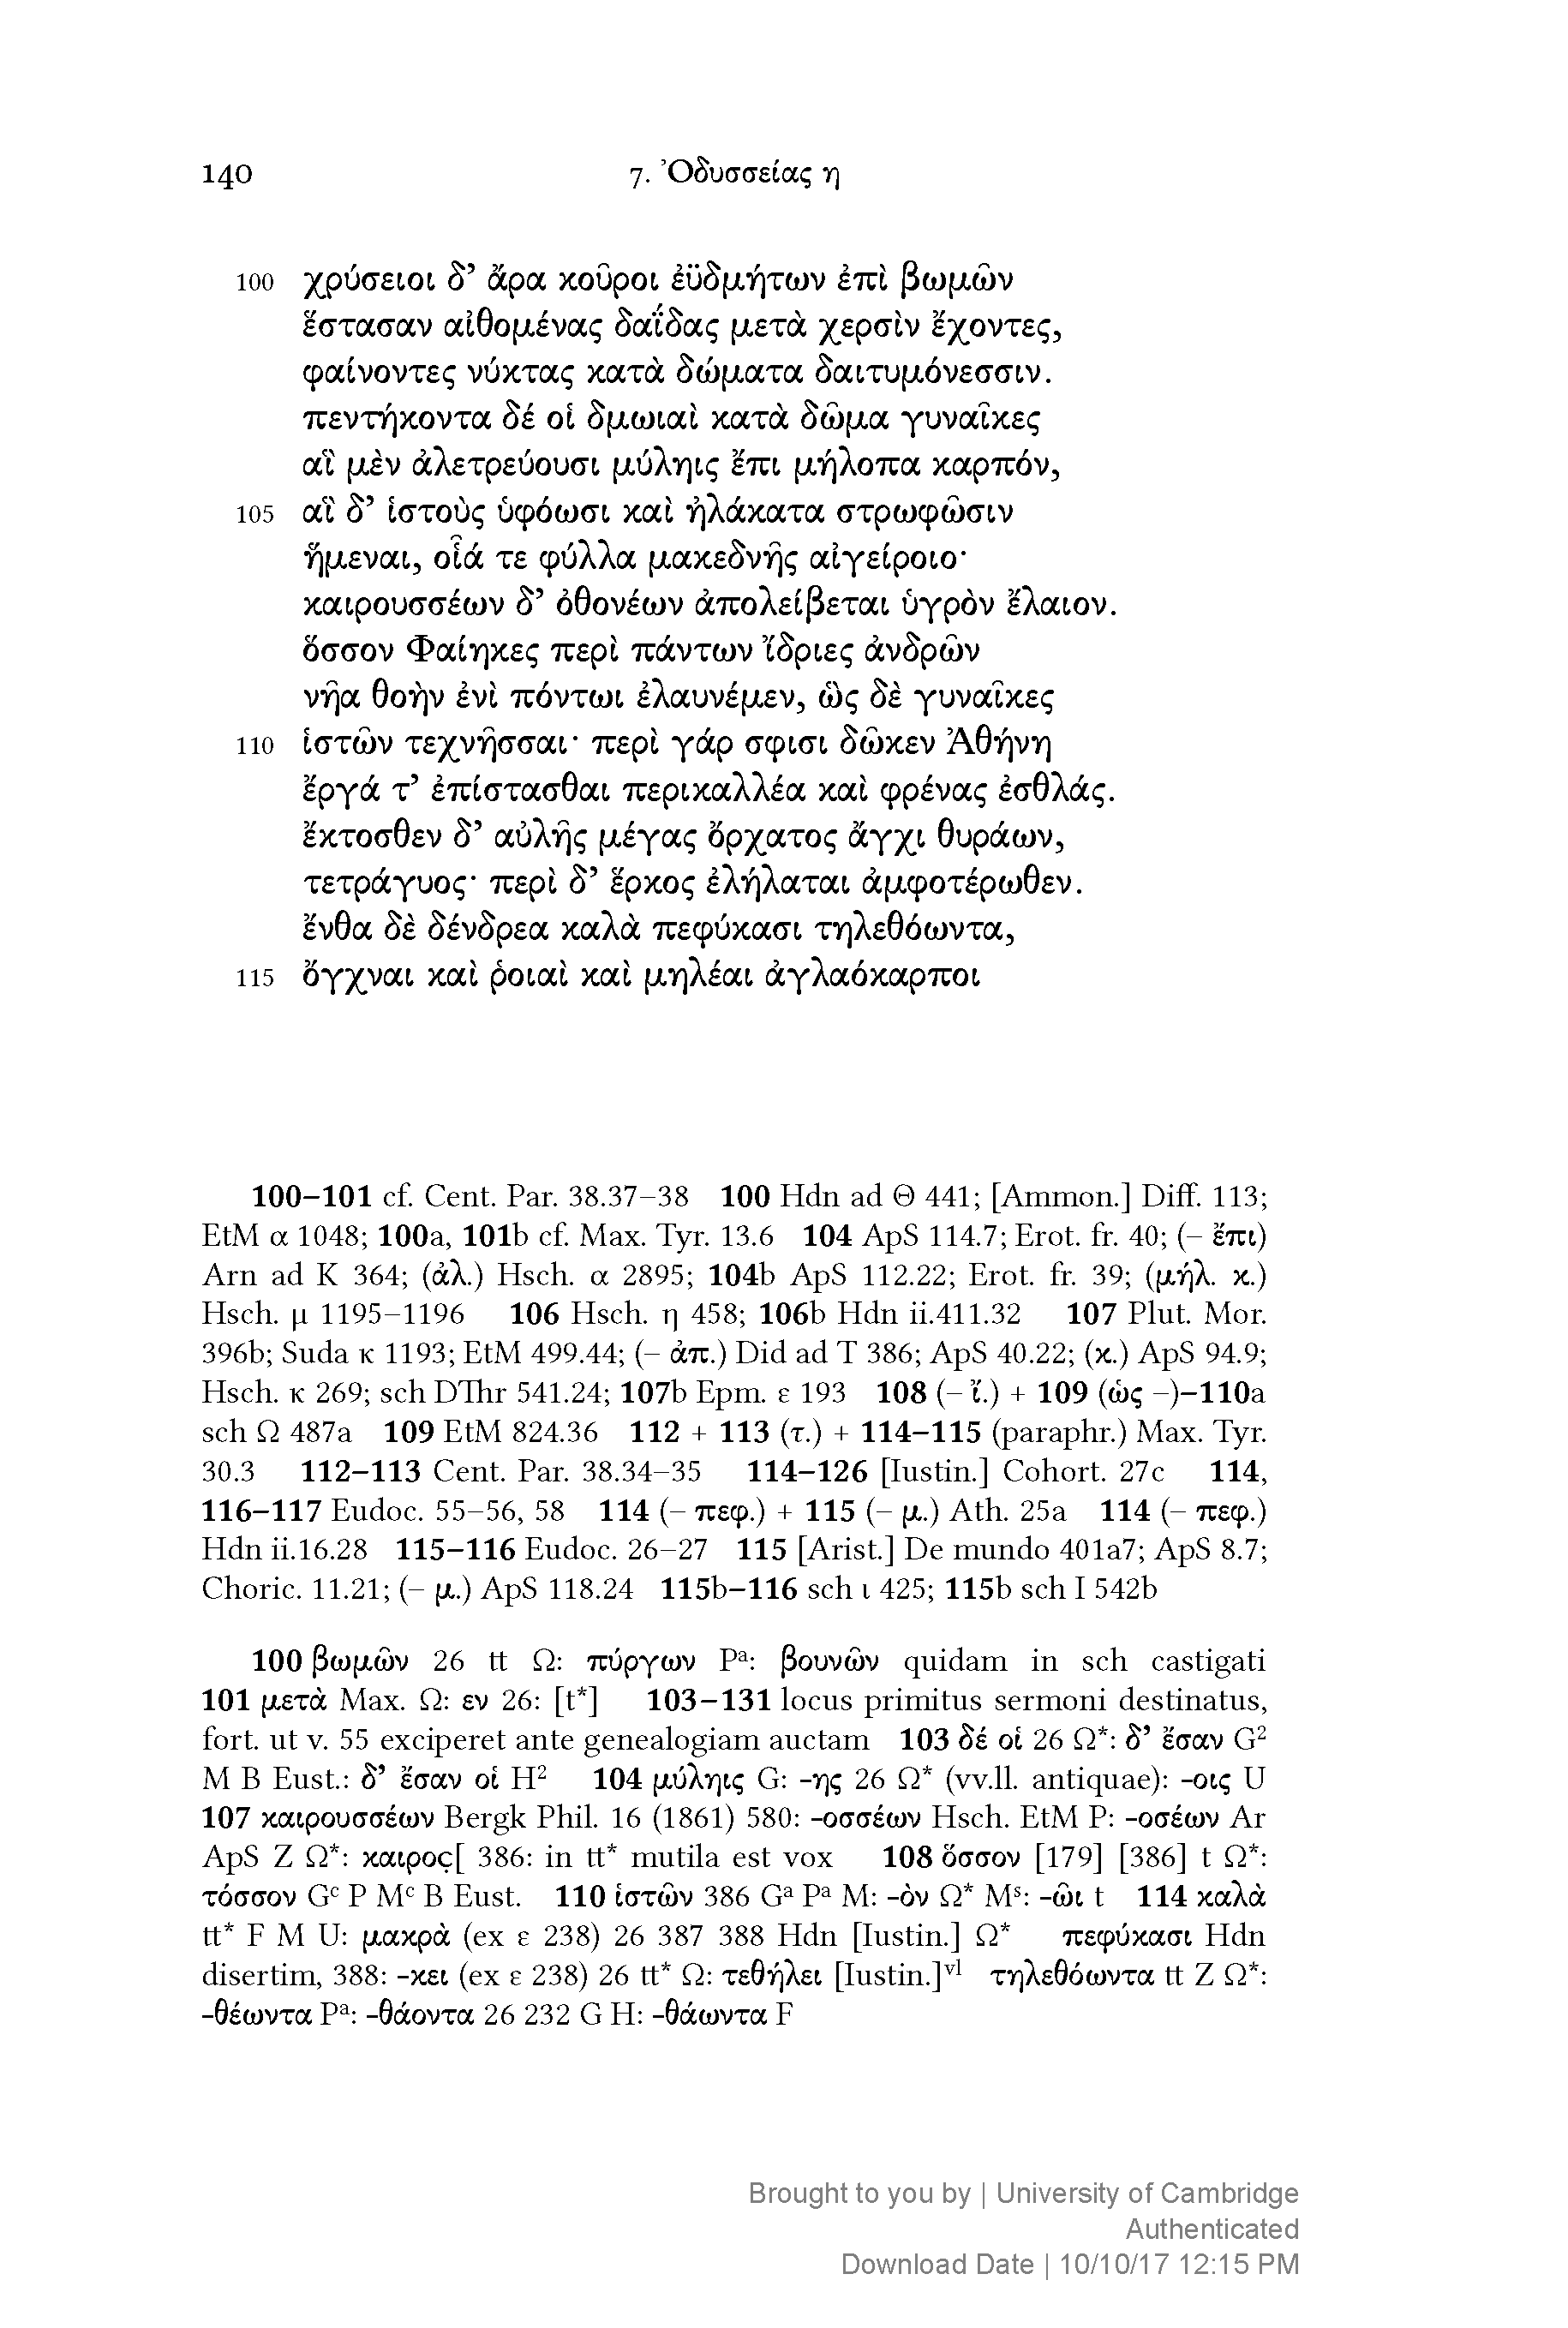 140 7. Ὀδυσσείας η
100 χρύσειοι δ’ ἄρα κοῦροι ἐϋδμήτων ἐπὶ βωμῶν
ἕστασαν αἰθομένας δαΐδας μετὰ χερσὶν ἔχοντες,
φαίνοντες νύκτας κατὰ δώματα δαιτυμόνεσσιν.
πεντήκοντα δέ οἱ δμωιαὶ κατὰ δῶμα γυναῖκες
αἳ μὲν ἀλετρεύουσι μύληις ἔπι μήλοπα καρπόν,
105 αἳ δ’ ἱστοὺς ὑφόωσι καὶ ἠλάκατα στρωφῶσιν
ἥμεναι, οἷά τε φύλλα μακεδνῆς αἰγείροιο·
καιρουσσέων δ’ ὀθονέων ἀπολείβεται ὑγρὸν ἔλαιον.
ὅσσον Φαίηκες περὶ πάντων ἴδριες ἀνδρῶν
νῆα θοὴν ἐνὶ πόντωι ἐλαυνέμεν, ὣς δὲ γυναῖκες
110 ἱστῶν τεχνῆσσαι· περὶ γάρ σφισι δῶκεν Ἀθήνη
ἔργά τ’ ἐπίστασθαι περικαλλέα καὶ φρένας ἐσθλάς.
ἔκτοσθεν δ’ αὐλῆς μέγας ὄρχατος ἄγχι θυράων,
τετράγυος· περὶ δ’ ἕρκος ἐλήλαται ἀμφοτέρωθεν.
ἔνθα δὲ δένδρεα καλὰ πεφύκασι τηλεθόωντα,
115 ὄγχναι καὶ ῥοιαὶ καὶ μηλέαι ἀγλαόκαρποι
100–101 cf. Cent. Par. 38.37–38 100 Hdn ad Θ 441; [Ammon.] Diff. 113;
EtM α 1048; 100a, 101b cf. Max. Tyr. 13.6 104 ApS 114.7; Erot. fr. 40; (– ἔπι)
Arn ad K 364; (ἀλ.) Hsch. α 2895; 104b ApS 112.22; Erot. fr. 39; (μήλ. κ.)
Hsch. μ 1195–1196 106 Hsch. η 458; 106b Hdn ii.411.32 107 Plut. Mor.
396b; Suda κ 1193; EtM 499.44; (– ἀπ.) Did ad T 386; ApS 40.22; (κ.) ApS 94.9;
Hsch. κ 269; sch DThr 541.24; 107b Epm. ε 193 108 (– ἴ.) + 109 (ὣς –)–110a
sch Ω 487a 109 EtM 824.36 112 + 113 (τ.) + 114–115 (paraphr.) Max. Tyr.
30.3 112–113 Cent. Par. 38.34–35 114–126 [Iustin.] Cohort. 27c 114,
116–117 Eudoc. 55–56, 58 114 (– πεφ.) + 115 (– μ.) Ath. 25a 114 (– πεφ.)
Hdn ii.16.28 115–116 Eudoc. 26–27 115 [Arist.] De mundo 401a7; ApS 8.7;
Choric. 11.21; (– μ.) ApS 118.24 115b–116 sch ι 425; 115b sch I 542b
100 βωμῶν 26 tt Ω: πύργων Pᵃ: βουνῶν quidam in sch castigati
101 μετὰ Max. Ω: εν 26: [t*] 103–131 locus primitus sermoni destinatus,
fort. ut v. 55 exciperet ante genealogiam auctam 103 δέ οἱ 26 Ω*: δ’ ἔσαν G²
M B Eust.: δ’ ἔσαν οἱ H² 104 μύληις G: -ης 26 Ω* (vv.ll. antiquae): -οις U
107 καιρουσσέων Bergk Phil. 16 (1861) 580: -οσσέων Hsch. EtM P: -οσέων Ar
ApS Z Ω*: καιρος̣[ 386: in tt* mutila est vox 108 ὅσσον [179] [386] t Ω*:
τόσσον Gᶜ P Mᶜ B Eust. 110 ἱστῶν 386 Gᵃ Pᵃ M: -ὸν Ω* Mˢ: -ῶι t 114 καλὰ
tt* F M U: μακρὰ (ex ε 238) 26 387 388 Hdn [Iustin.] Ω* πεφύκασι Hdn
disertim, 388: -κει (ex ε 238) 26 tt* Ω: τεθήλει [Iustin.]ᵛˡ τηλεθόωντα tt Z Ω*:
-θέωντα Pᵃ: -θάοντα 26 232 G H: -θάωντα F
Brought to you by | University of Cambridge
Authenticated
Download Date | 10/10/17 12:15 PM